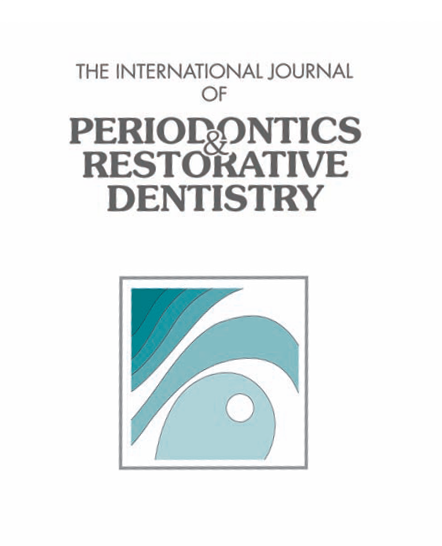 THE INTERNATIONAL JOURNAL
OF
PERIODONTICS
&
RESTORATIVE
DENTISTRY